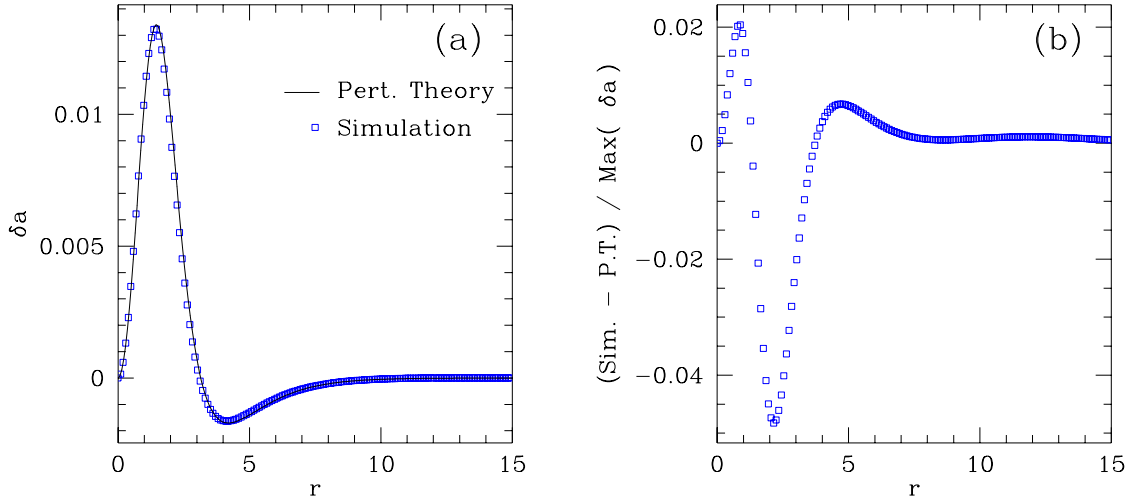 (a)
Pert. Theory
Simulation
0.01
0.005
0
δa
0
5
10
15
r
(b)
0.02
0
−0.02
−0.04
(Sim. − P.T.) / Max( δa)
0
5
10
15
r